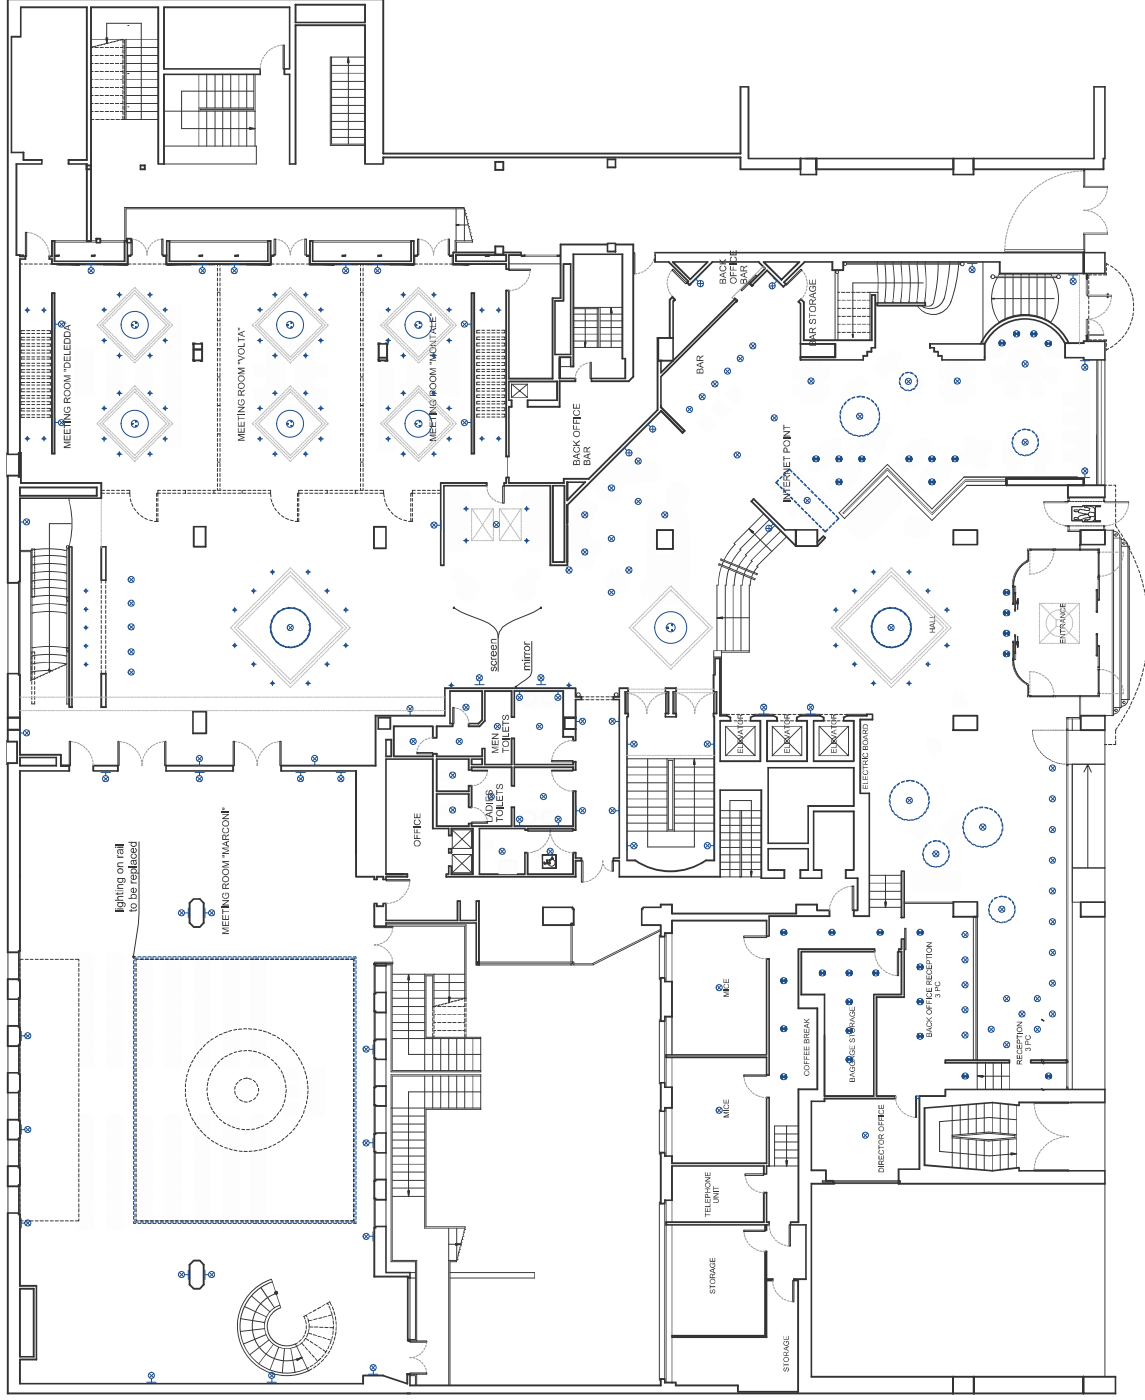 MEETING ROOM "DELEDDA"
MEETING ROOM "VOLTA"
MEETING ROOM "MONTALE"
BACK OFFICE
BAR
BACK
OFFICE
BAR
BAR STORAGE
BAR
INTERNET POINT
screen
mirror
HALL
ENTRANCE
MEN
TOILETS
LADIES
TOILETS
OFFICE
ELEVATOR
ELEVATOR
ELEVATOR
ELECTRIC BOARD
lighting on rail
to be replaced
MEETING ROOM "MARCONI"
MICE
MICE
COFFEE BREAK
BAGGAGE STORAGE
BACK OFFICE RECEPTION
3 PC
RECEPTION
3 PC
DIRECTOR OFFICE
TELEPHONE
UNIT
STORAGE
STORAGE